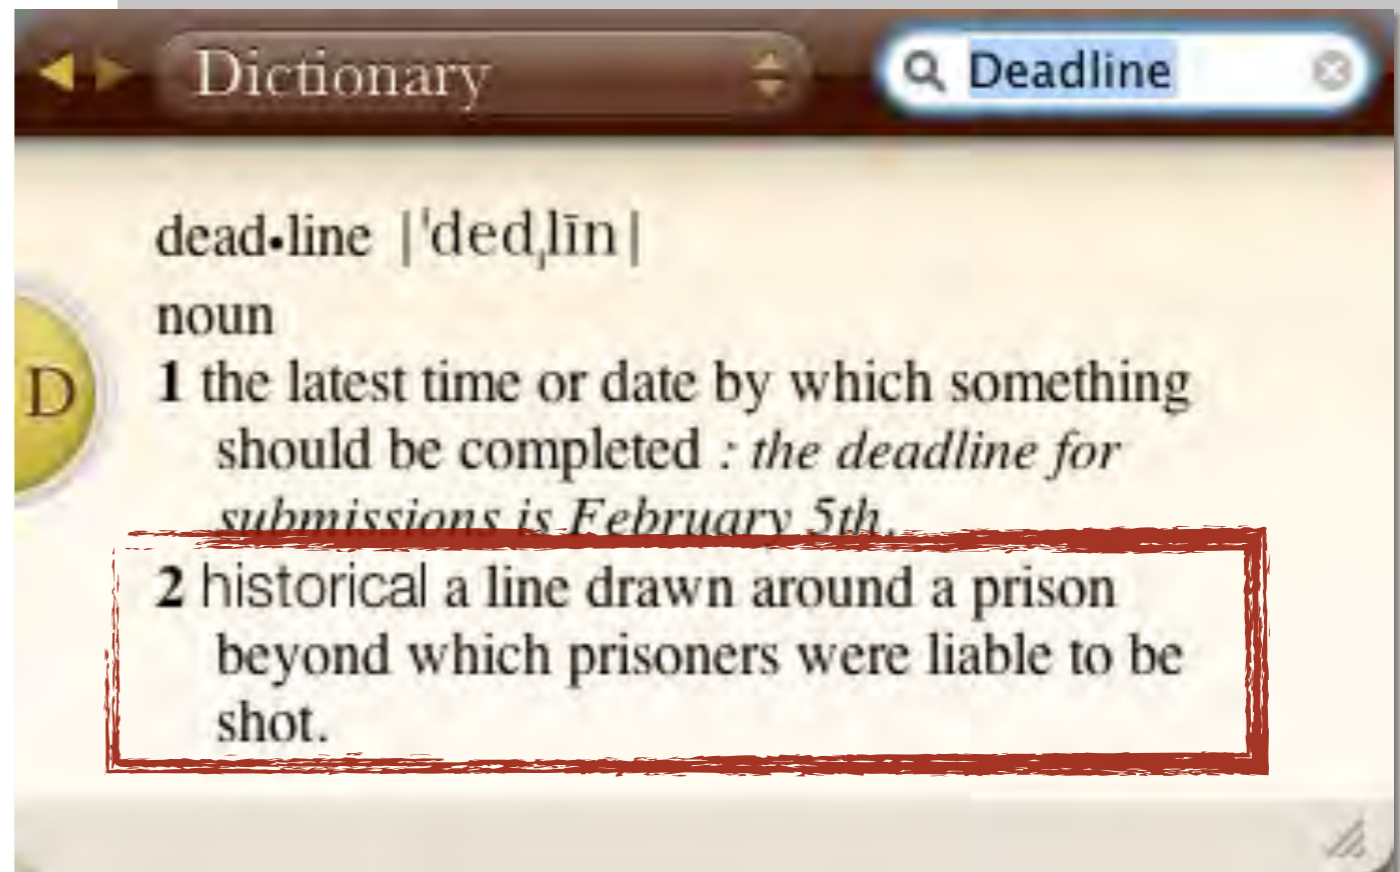 Dictionary
Deadline
dead•line |ˈdedˌlīn|
noun
D
1 the latest time or date by which something
should be completed : the deadline for
submissions is February 5th.
2 historical a line drawn around a prison
beyond which prisoners were liable to be
shot.